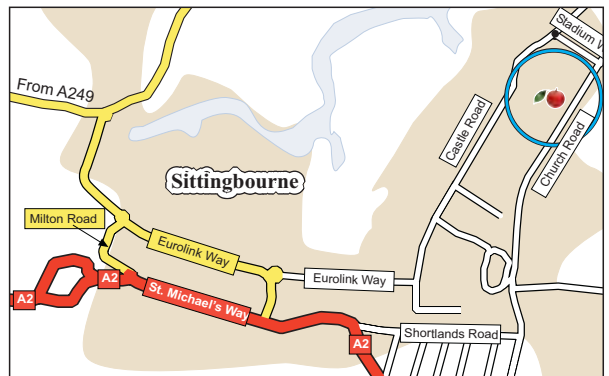 Stadium W
From A249
Castle Road
Church Road
Sittingbourne
Milton Road
Eurolink Way
Eurolink Way
A2
A2
St. Michael's Way
Shortlands Road
A2